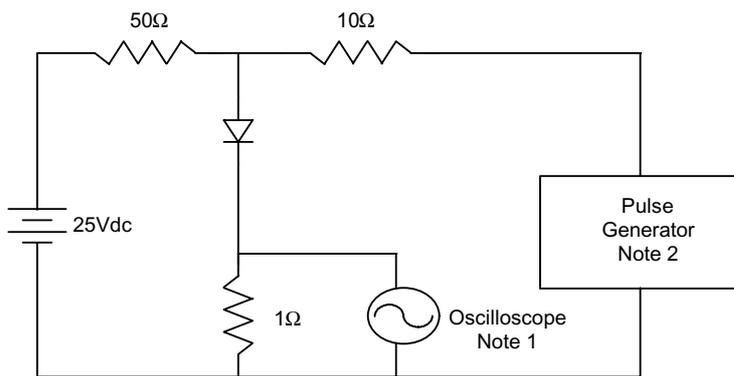 50Ω
10Ω
25Vdc
Pulse
Generator
Note 2
1Ω
Oscilloscope
Note 1